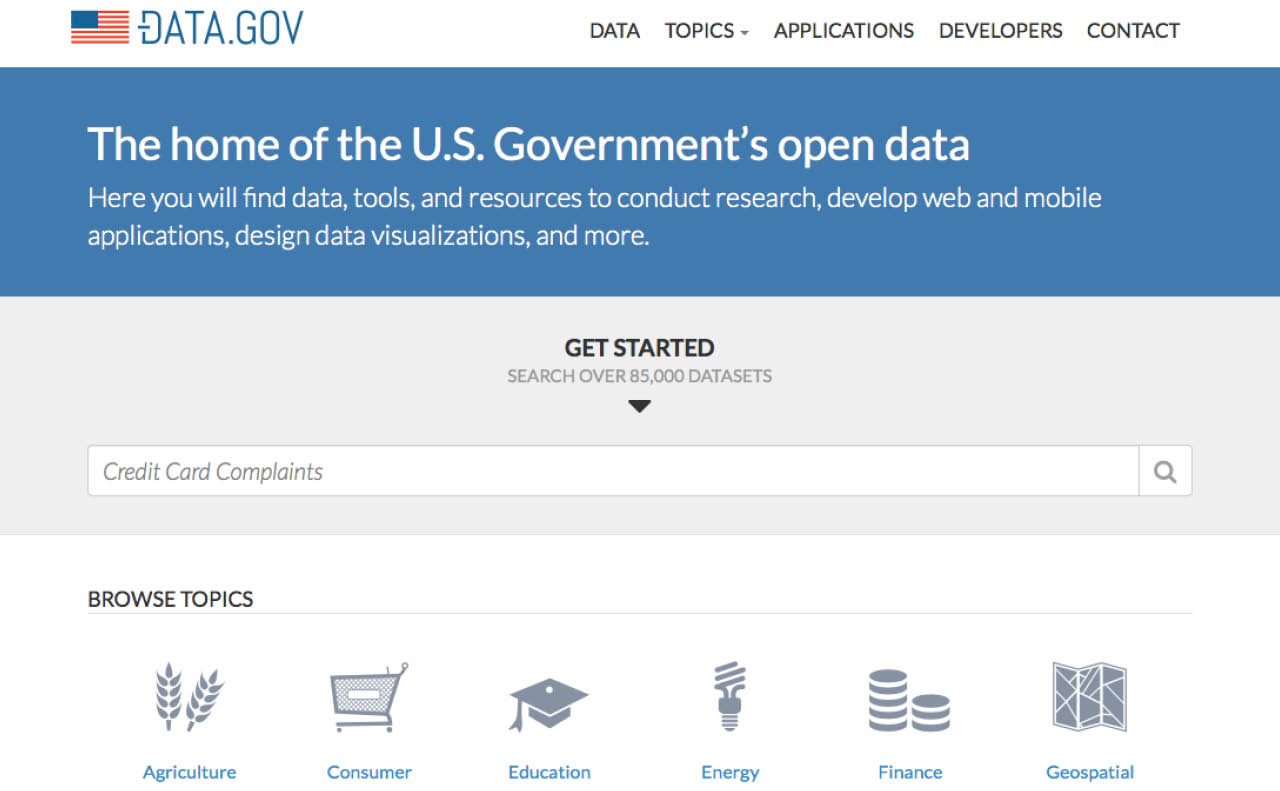 DATA.GOV
DATA TOPICS APPLICATIONS DEVELOPERS CONTACT
The home of the U.S. Government’s open data
Here you will find data, tools, and resources to conduct research, develop web and mobile
applications, design data visualizations, and more.
GET STARTED
SEARCH OVER 85,000 DATASETS
Credit Card Complaints
BROWSE TOPICS
Agriculture Consumer Education Energy Finance Geospatial